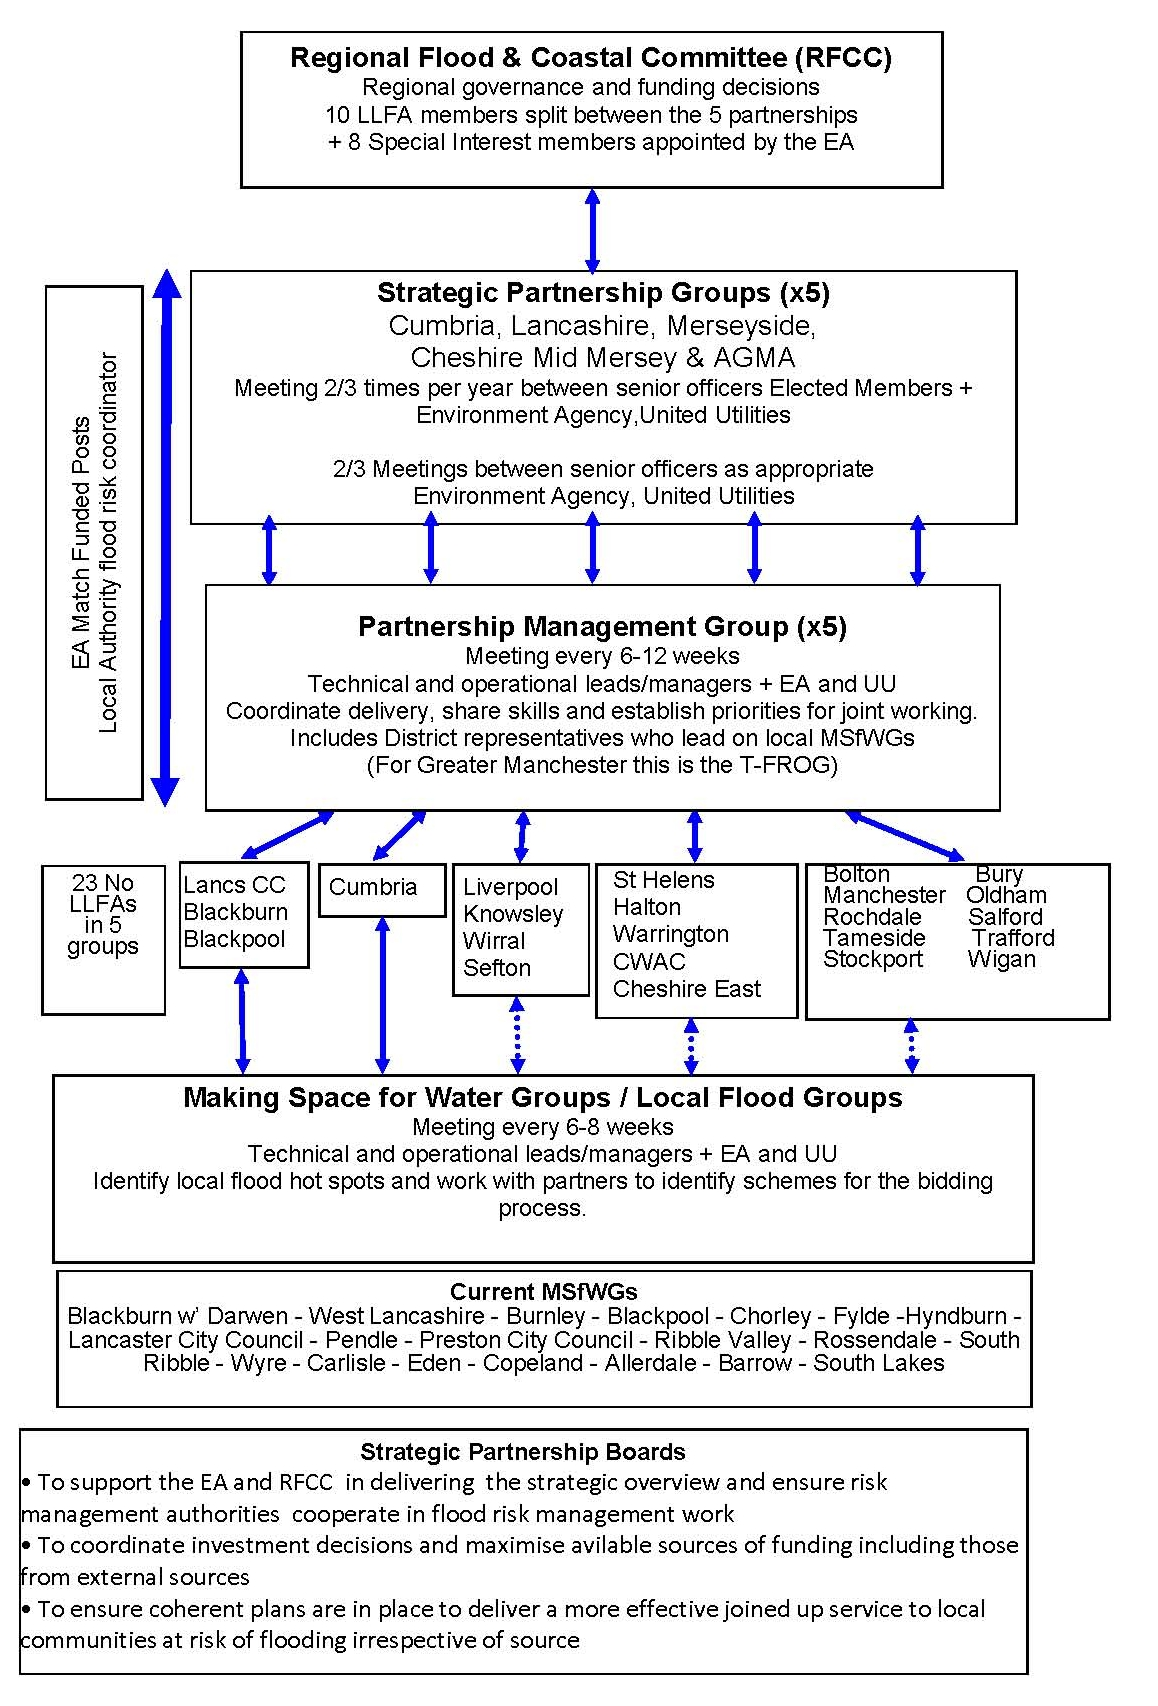 Regional Flood & Coastal Committee (RFCC)
Regional governance and funding decisions
10 LLFA members split between the 5 partnerships
+ 8 Special Interest members appointed by the EA
EA Match Funded Posts
Local Authority flood risk coordinator
Strategic Partnership Groups (x5)
Cumbria, Lancashire, Merseyside,
Cheshire Mid Mersey & AGMA
Meeting 2/3 times per year between senior officers Elected Members +
Environment Agency,United Utilities
2/3 Meetings between senior officers as appropriate
Environment Agency, United Utilities
Partnership Management Group (x5)
Meeting every 6-12 weeks
Technical and operational leads/managers + EA and UU
Coordinate delivery, share skills and establish priorities for joint working.
Includes District representatives who lead on local MSfWGs
(For Greater Manchester this is the T-FROG)
23 No
LLFAs
in 5
groups
Lancs CC
Blackburn
Blackpool
Cumbria
Liverpool
Knowsley
Wirral
Sefton
St Helens
Halton
Warrington
CWAC
Cheshire East
Bolton Bury
Manchester Oldham
Rochdale Salford
Tameside Trafford
Stockport Wigan
Making Space for Water Groups / Local Flood Groups
Meeting every 6-8 weeks
Technical and operational leads/managers + EA and UU
Identify local flood hot spots and work with partners to identify schemes for the bidding
process.
Current MSfWGs
Blackburn w' Darwen - West Lancashire - Burnley - Blackpool - Chorley - Fylde -Hyndburn -
Lancaster City Council - Pendle - Preston City Council - Ribble Valley - Rossendale - South
Ribble - Wyre - Carlisle - Eden - Copeland - Allerdale - Barrow - South Lakes
Strategic Partnership Boards
• To support the EA and RFCC in delivering the strategic overview and ensure risk
management authorities cooperate in flood risk management work
• To coordinate investment decisions and maximise avilable sources of funding including those
from external sources
• To ensure coherent plans are in place to deliver a more effective joined up service to local
communities at risk of flooding irrespective of source